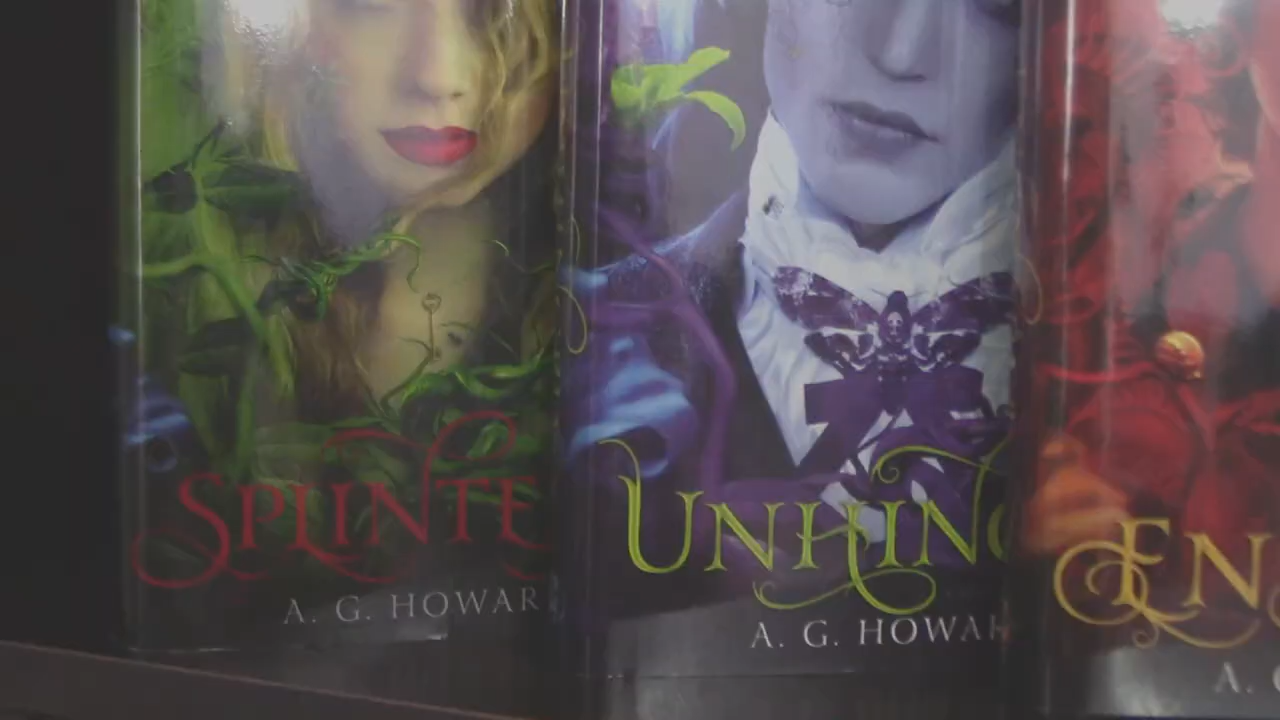 SPLINTE
A. G. HOWAR
UNHING
A. G. HOWAR
EN
A.